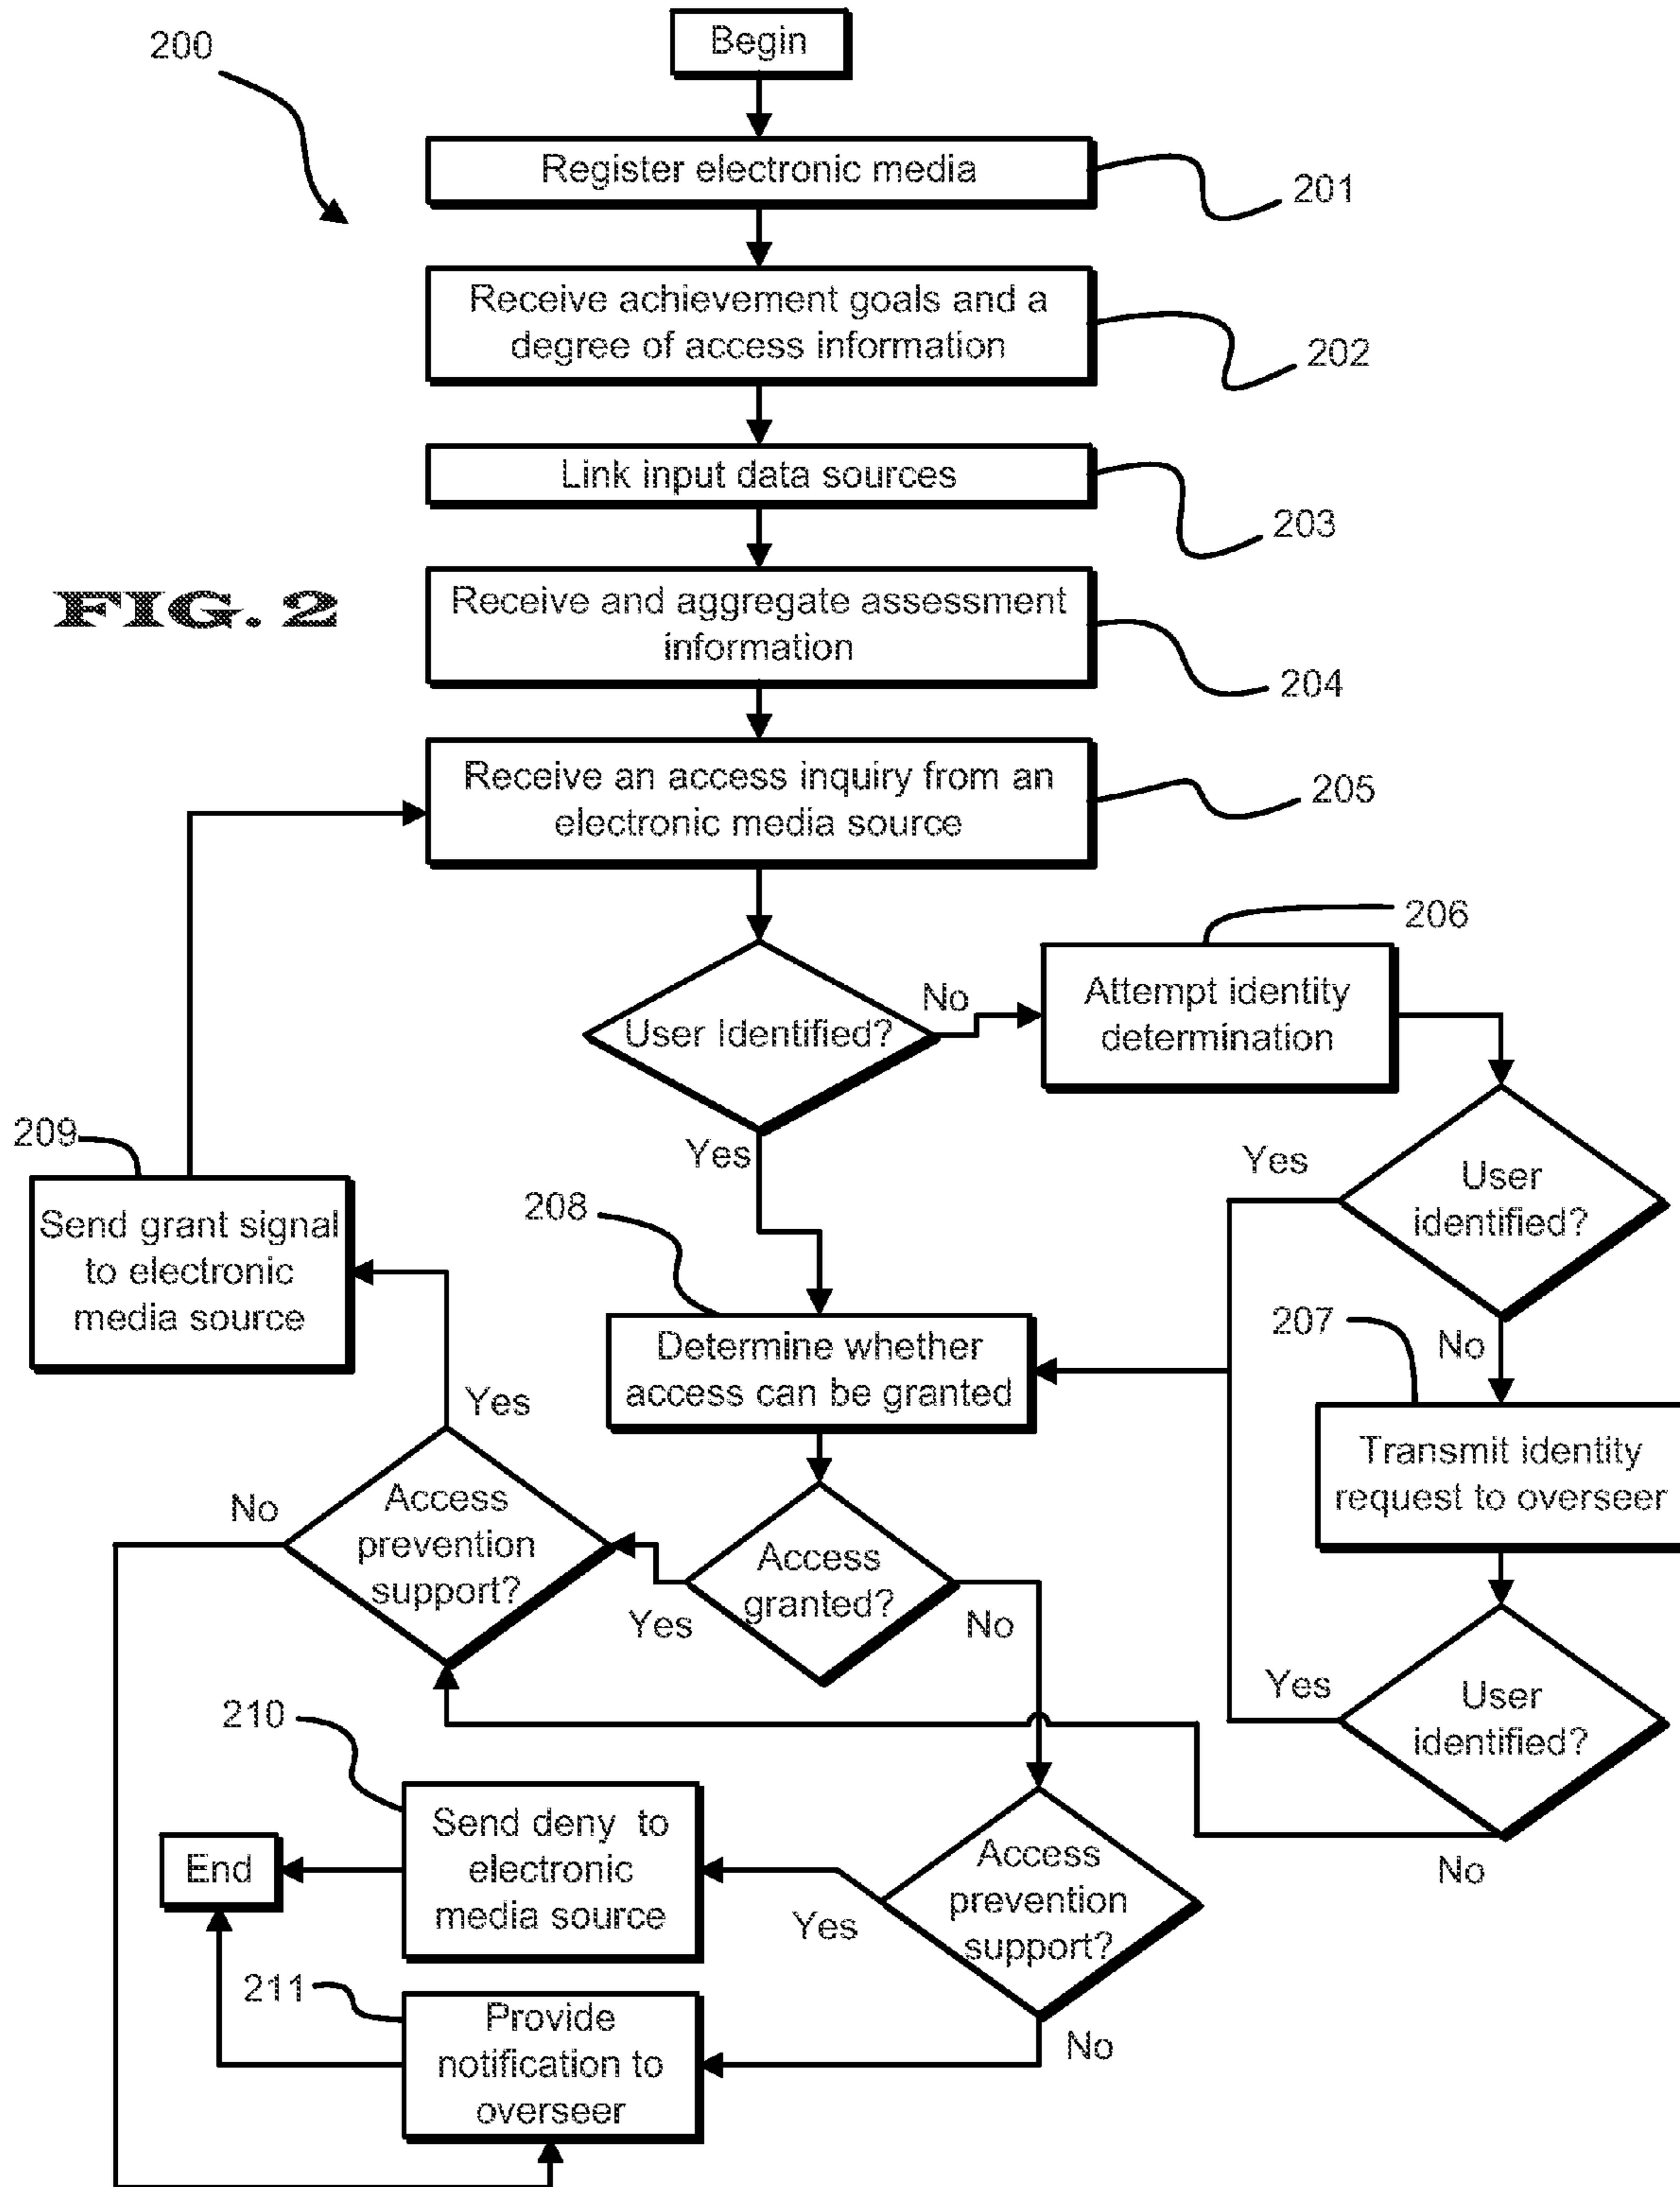 200
Begin
Register electronic media
201
Receive achievement goals and a
degree of access information
202
Link input data sources
203
FIG. 2
Receive and aggregate assessment
information
204
Receive an access inquiry from an
electronic media source
205
206
No
Attempt identity
determination
User Identified?
209
Yes
Yes
User
identified?
Send grant signal
to electronic
media source
208
207
No
Determine whether
access can be granted
Yes
Transmit identity
request to overseer
No
Access
prevention
support?
Access
granted?
Yes
No
Yes
User
identified?
210
Send deny to
electronic
media source
End
Access
prevention
support?
No
Yes
211
Provide
notification to
overseer
No